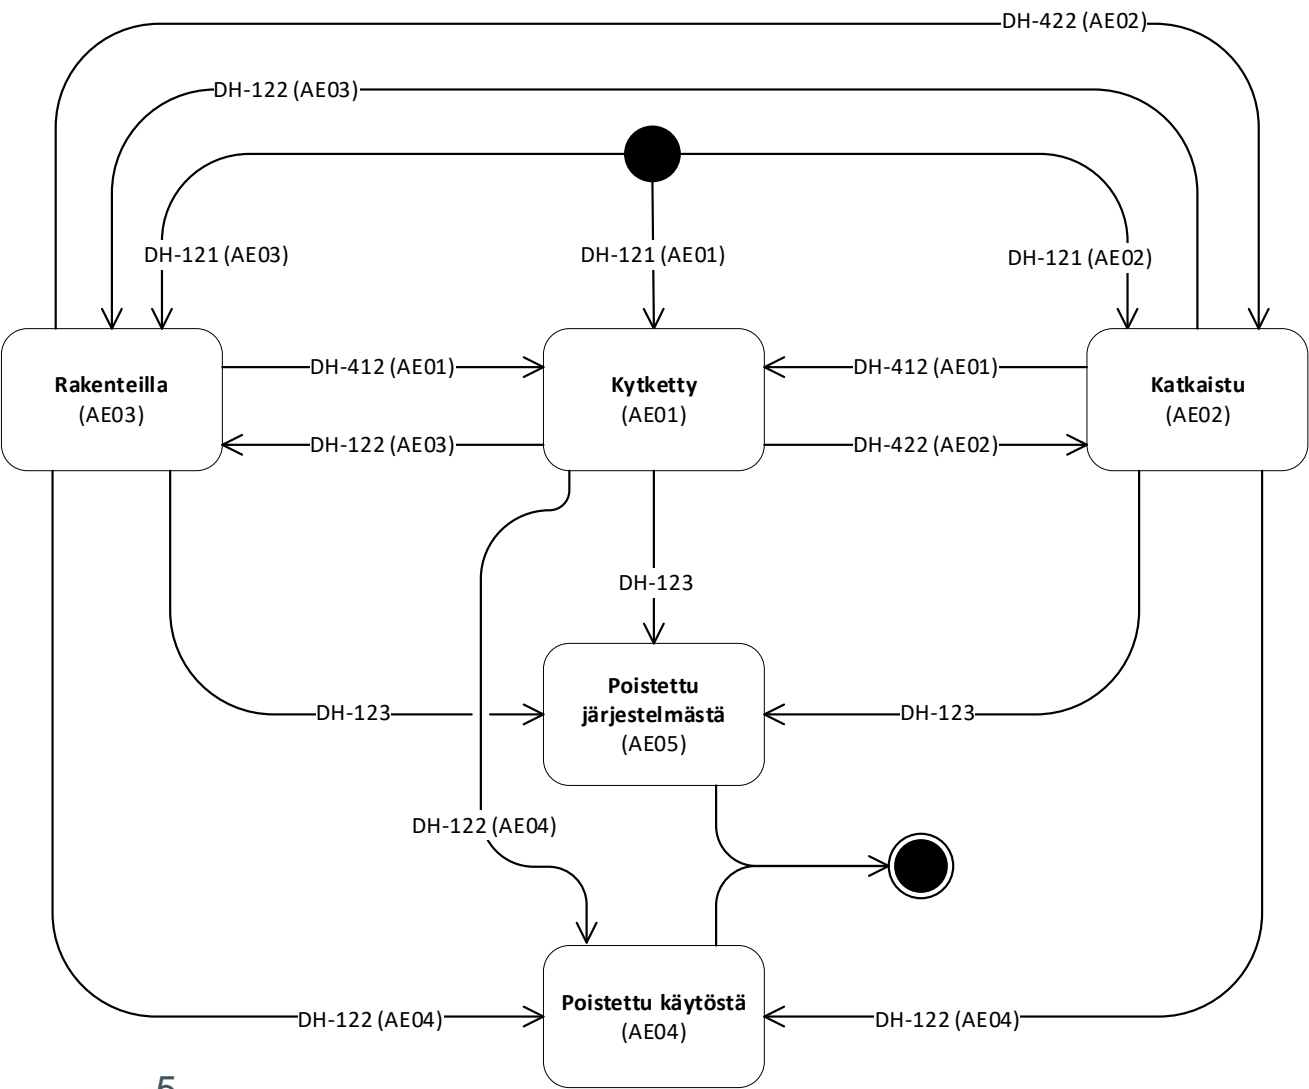 DH-422 (AE02)
DH-122 (AE03)
DH-121 (AE03)
DH-121 (AE01)
DH-121 (AE02)
Rakenteilla
(AE03)
DH-412 (AE01)
DH-122 (AE03)
Kytketty
(AE01)
DH-412 (AE01)
DH-422 (AE02)
Katkaistu
(AE02)
DH-123
DH-123
Poistettu
järjestelmästä
(AE05)
DH-123
DH-122 (AE04)
DH-122 (AE04)
Poistettu käytöstä
(AE04)
DH-122 (AE04)
5